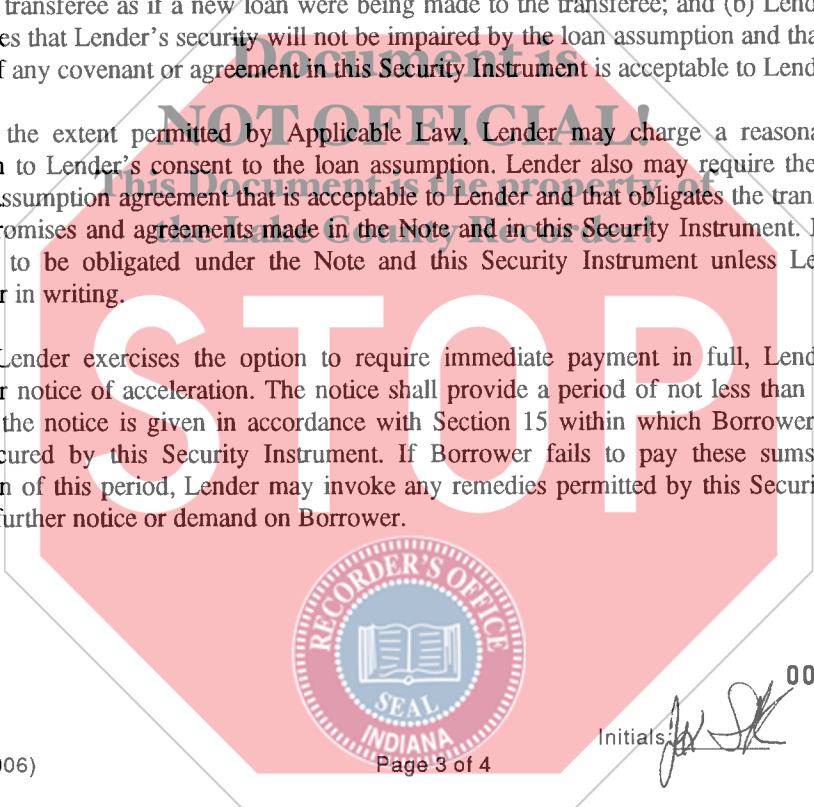 transferee as if a new loan were being made to the transferee; and (b) Lend
es that Lender's security will not be impaired by the loan assumption and tha
f any covenant or agreement in this Security Instrument is acceptable to Lend
Document is
NOT OFFICIAL!
This Document is the property of
the Lake County Recorder!
the extent permitted by Applicable Law, Lender may charge a reasona
n to Lender's consent to the loan assumption. Lender also may require the
ssumption agreement that is acceptable to Lender and that obligates the tran
omises and agreements made in the Note and in this Security Instrument.
to be obligated under the Note and this Security Instrument unless Le
r in writing.
STOP
Lender exercises the option to require immediate payment in full, Lend
r notice of acceleration. The notice shall provide a period of not less than
the notice is given in accordance with Section 15 within which Borrower
cured by this Security Instrument. If Borrower fails to pay these sums
n of this period, Lender may invoke any remedies permitted by this Securi
further notice or demand on Borrower.
RECORDER'S OFFICE
SEAL
INDIANA
00
Initials:
006)
Page 3 of 4